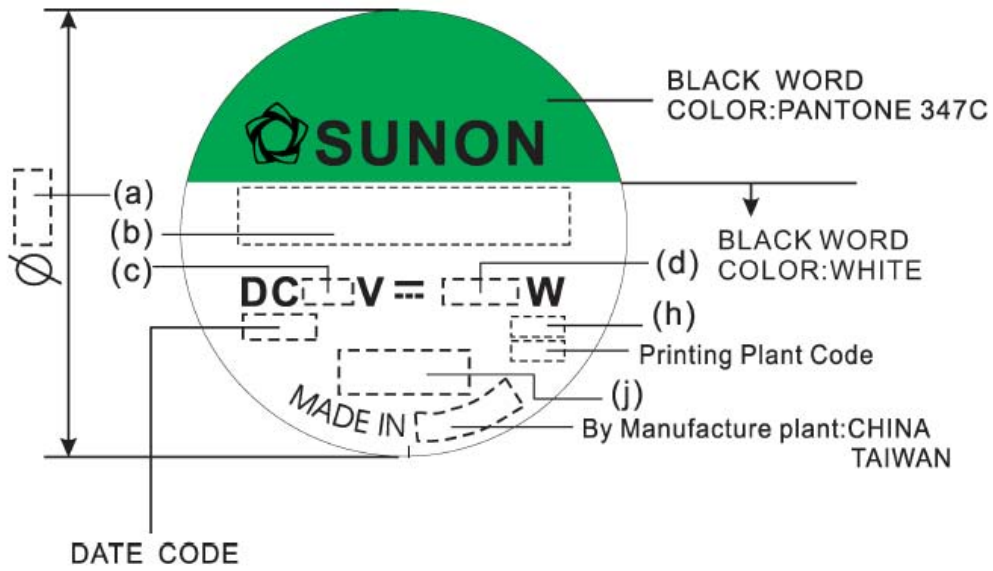 BLACK WORD
COLOR:PANTONE 347C
SUNON
(a)
(b)
(c)
BLACK WORD
COLOR:WHITE
(d)
DC V W
(h)
Printing Plant Code
(j)
MADE IN
By Manufacture plant:CHINA
TAIWAN
Ø
DATE CODE